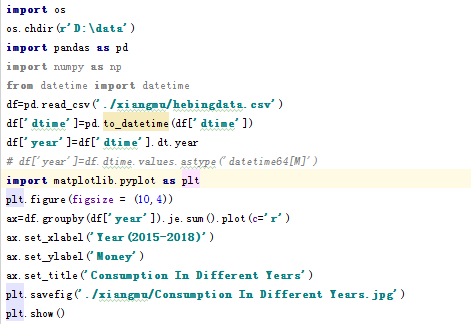 import os
os.chdir(r'D:\data')
import pandas as pd
import numpy as np
from datetime import datetime
df=pd.read_csv('./xiangmu/hebingdata.csv')
df['dtime']=pd.to_datetime(df['dtime'])
df['year']=df['dtime'].dt.year
# df['year']=df.dtime.values.astype('datetime64[M]')
import matplotlib.pyplot as plt
plt.figure(figsize = (10,4))
ax=df.groupby(df['year']).je.sum().plot(c='r')
ax.set_xlabel('Year(2015-2018)')
ax.set_ylabel('Money')
ax.set_title('Consumption In Different Years')
plt.savefig('./xiangmu/Consumption In Different Years.jpg')
plt.show()